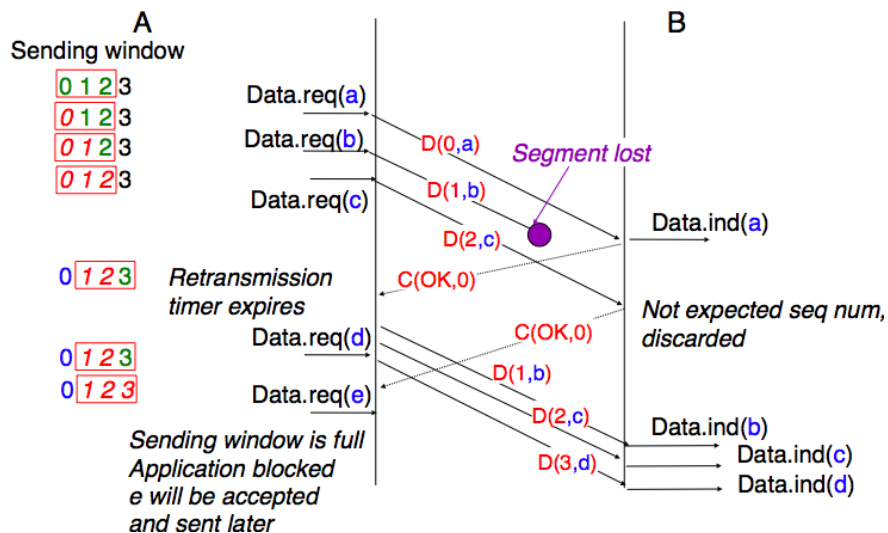 A
B
Sending window
0 1 2 3
0 1 2 3
0 1 2 3
0 1 2 3
Data.req(a)
Data.req(b)
Data.req(c)
D(0,a)
D(1,b)
D(2,c)
Segment lost
Data.ind(a)
C(OK,0)
0 1 2 3
Retransmission
timer expires
Not expected seq num,
discarded
C(OK,0)
Data.req(d)
0 1 2 3
0 1 2 3
Data.req(e)
D(1,b)
D(2,c)
D(3,d)
Data.ind(b)
Data.ind(c)
Data.ind(d)
Sending window is full
Application blocked
e will be accepted
and sent later